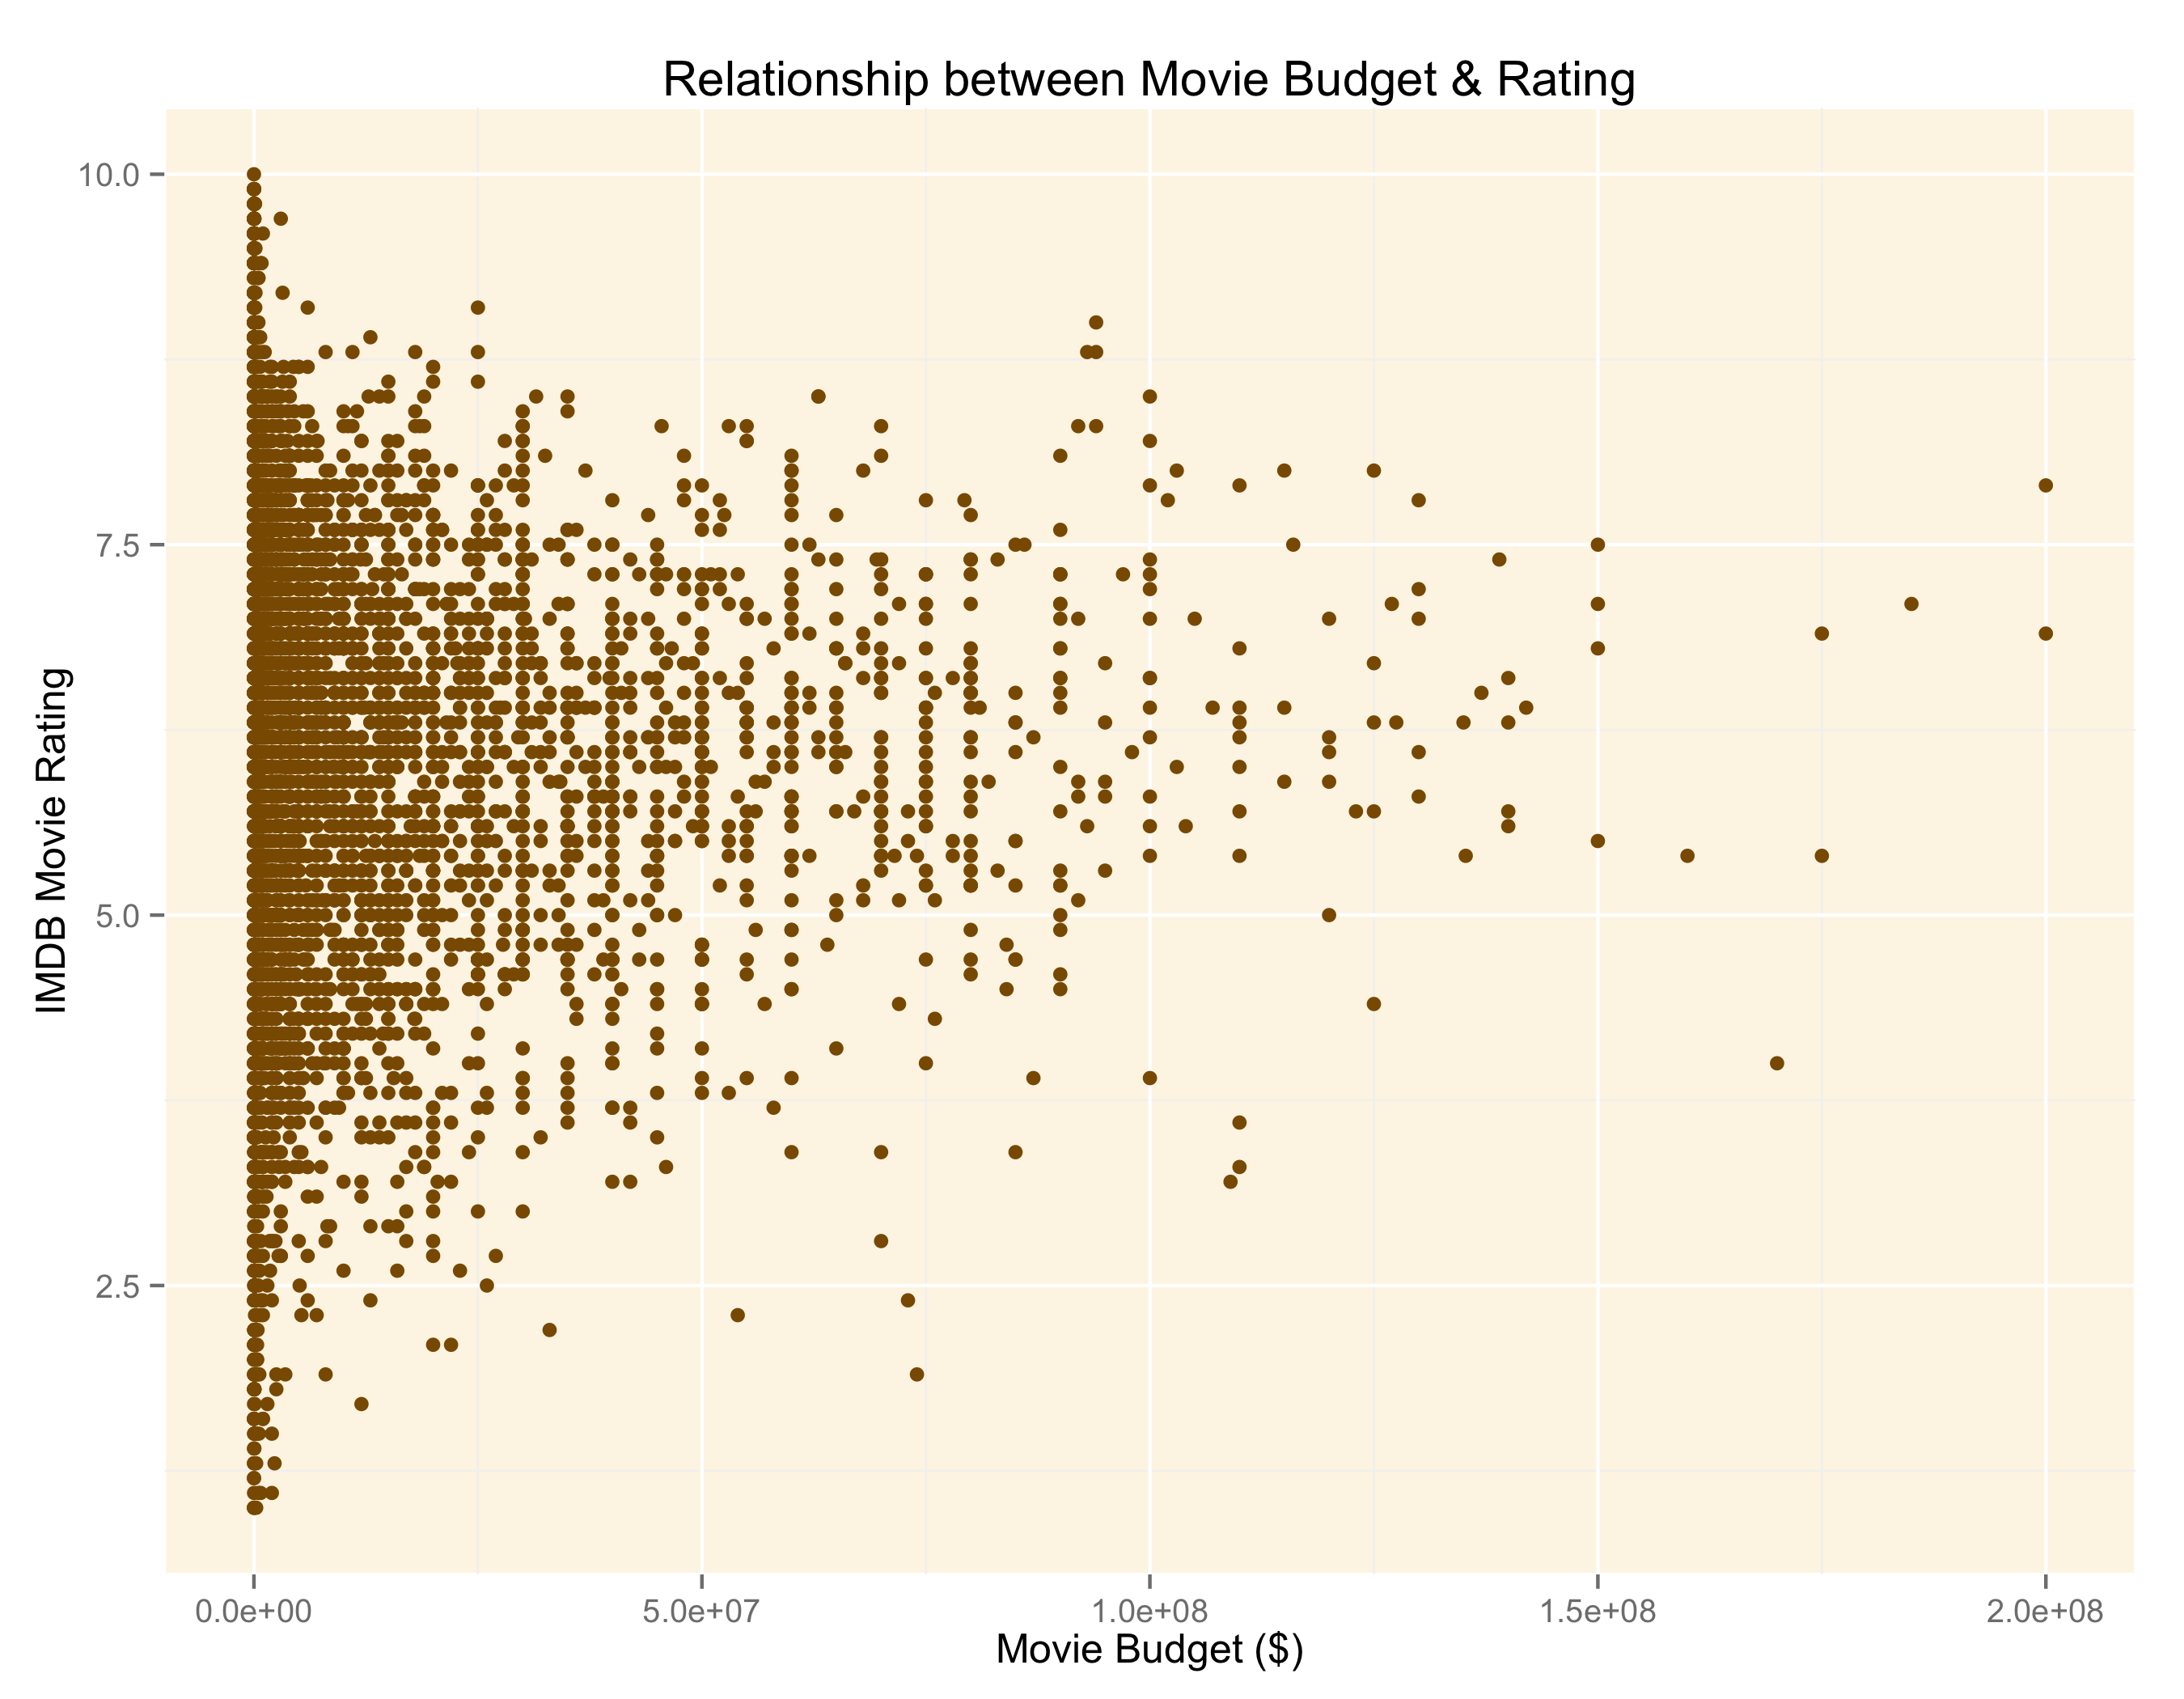 Relationship between Movie Budget & Rating
10.0
7.5
5.0
2.5
IMDB Movie Rating
0.0e+00
5.0e+07
1.0e+08
1.5e+08
2.0e+08
Movie Budget ($)